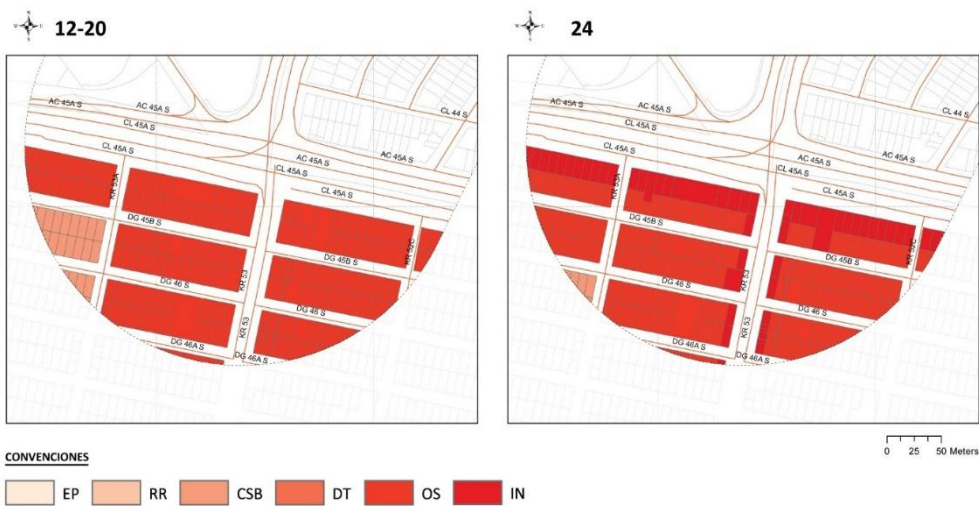 12-20
AC 45A S
AC 45A S
CL 44 S
CL 45A S
CL 45A S
AC 45A S
CL 45A S
CL 45A S
KR 53A
DG 45B S
KR 52C
DG 45B S
DG 46 S
KR 53
DG 46 S
KR 53
DG 46A S
DG 46A S
24
AC 45A S
AC 45A S
CL 44 S
CL 45A S
CL 45A S
AC 45A S
CL 45A S
CL 45A S
KR 53A
DG 45B S
KR 52C
DG 45B S
DG 46 S
KR 53
DG 46 S
KR 53
DG 46A S
DG 46A S
0 25 50 Meters
CONVENCIONES
EP RR CSB DT OS IN